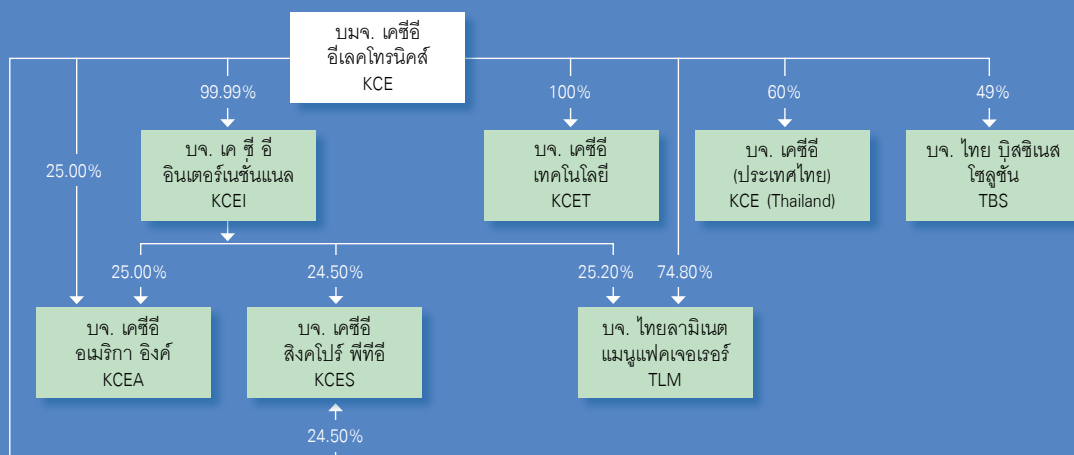 บมจ. เคซีอี
อีเลคโทรนิคส์
KCE
99.99%
100%
60%
49%
25.00%
บจ. เค ซี อี
อินเตอร์เนชั่นแนล
KCEI
บจ. เคซีอี
เทคโนโลยี
KCET
บจ. เคซีอี
(ประเทศไทย)
KCE (Thailand)
บจ. ไทย บิสซิเนส
โซลูชั่น
TBS
25.00%
24.50%
25.20%
74.80%
บจ. เคซีอี
อเมริกา อิงค์
KCEA
บจ. เคซีอี
สิงคโปร์ พีทีอี
KCES
บจ. ไทยลามิเนต
แมนูแฟคเจอเรอร์
TLM
24.50%